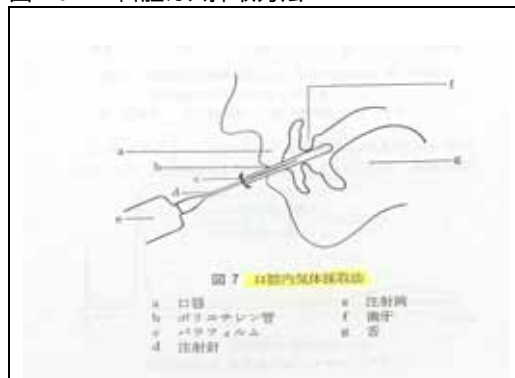 a
b
c
d
e
f
g
図 7 口腔内気体採取法
a 口唇
b ポリエチレン管
c パラフィルム
d 注射針
e 注射筒
f 歯牙
g 舌